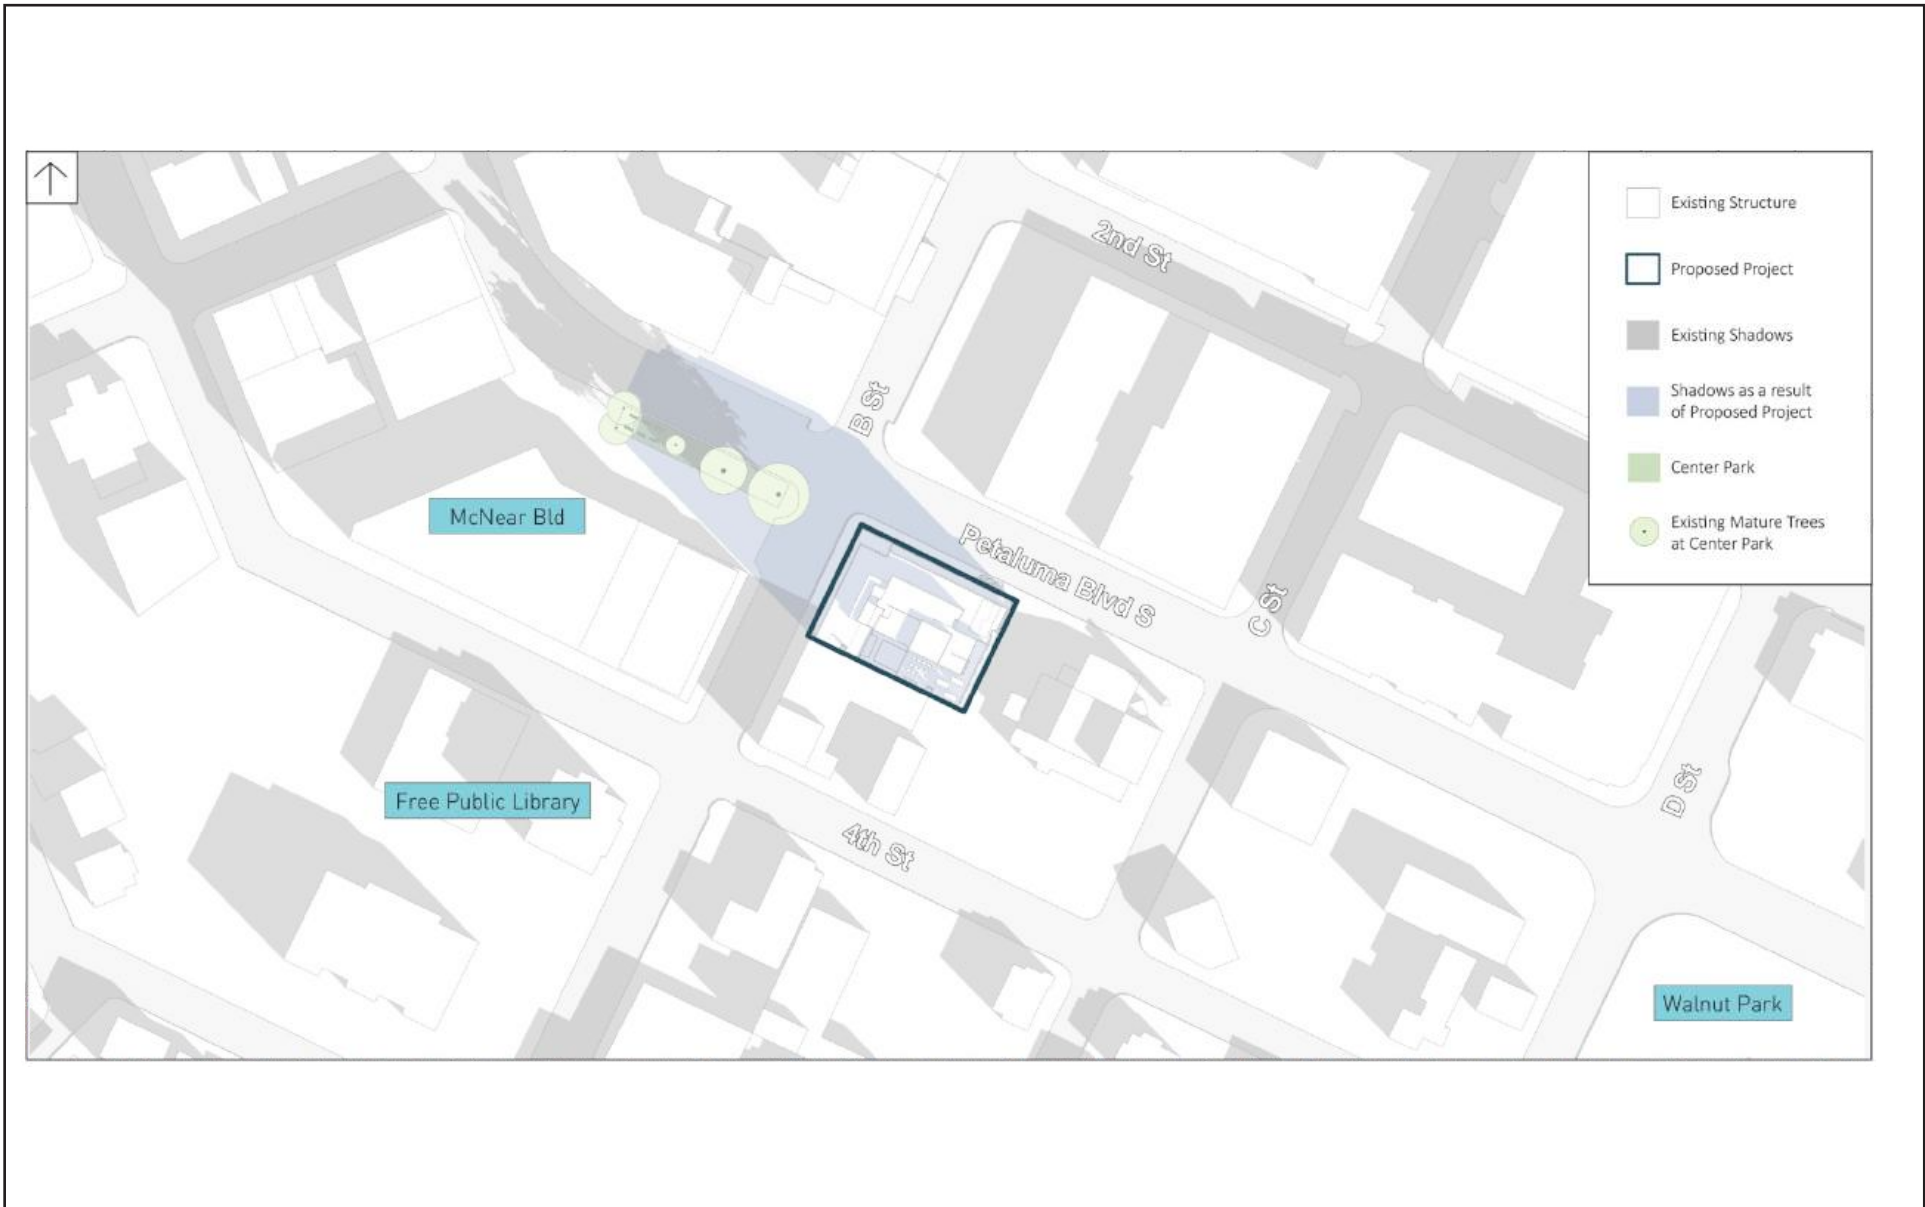 2nd St
B St
Petaluma Blvd S
C St
D St
4th St
McNear Bld
Free Public Library
Walnut Park
Existing Structure
Proposed Project
Existing Shadows
Shadows as a result
of Proposed Project
Center Park
Existing Mature Trees
at Center Park